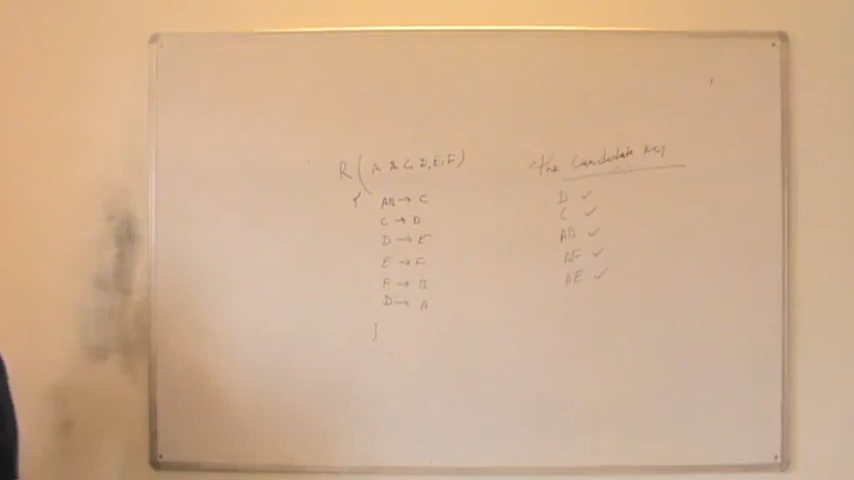 R(A, B, C, D, E, F)
{ AB → C
C → D
D → E
E → F
F → B
D → A
}
the Candidate key
D ✓
C ✓
AB ✓
AF ✓
AE ✓